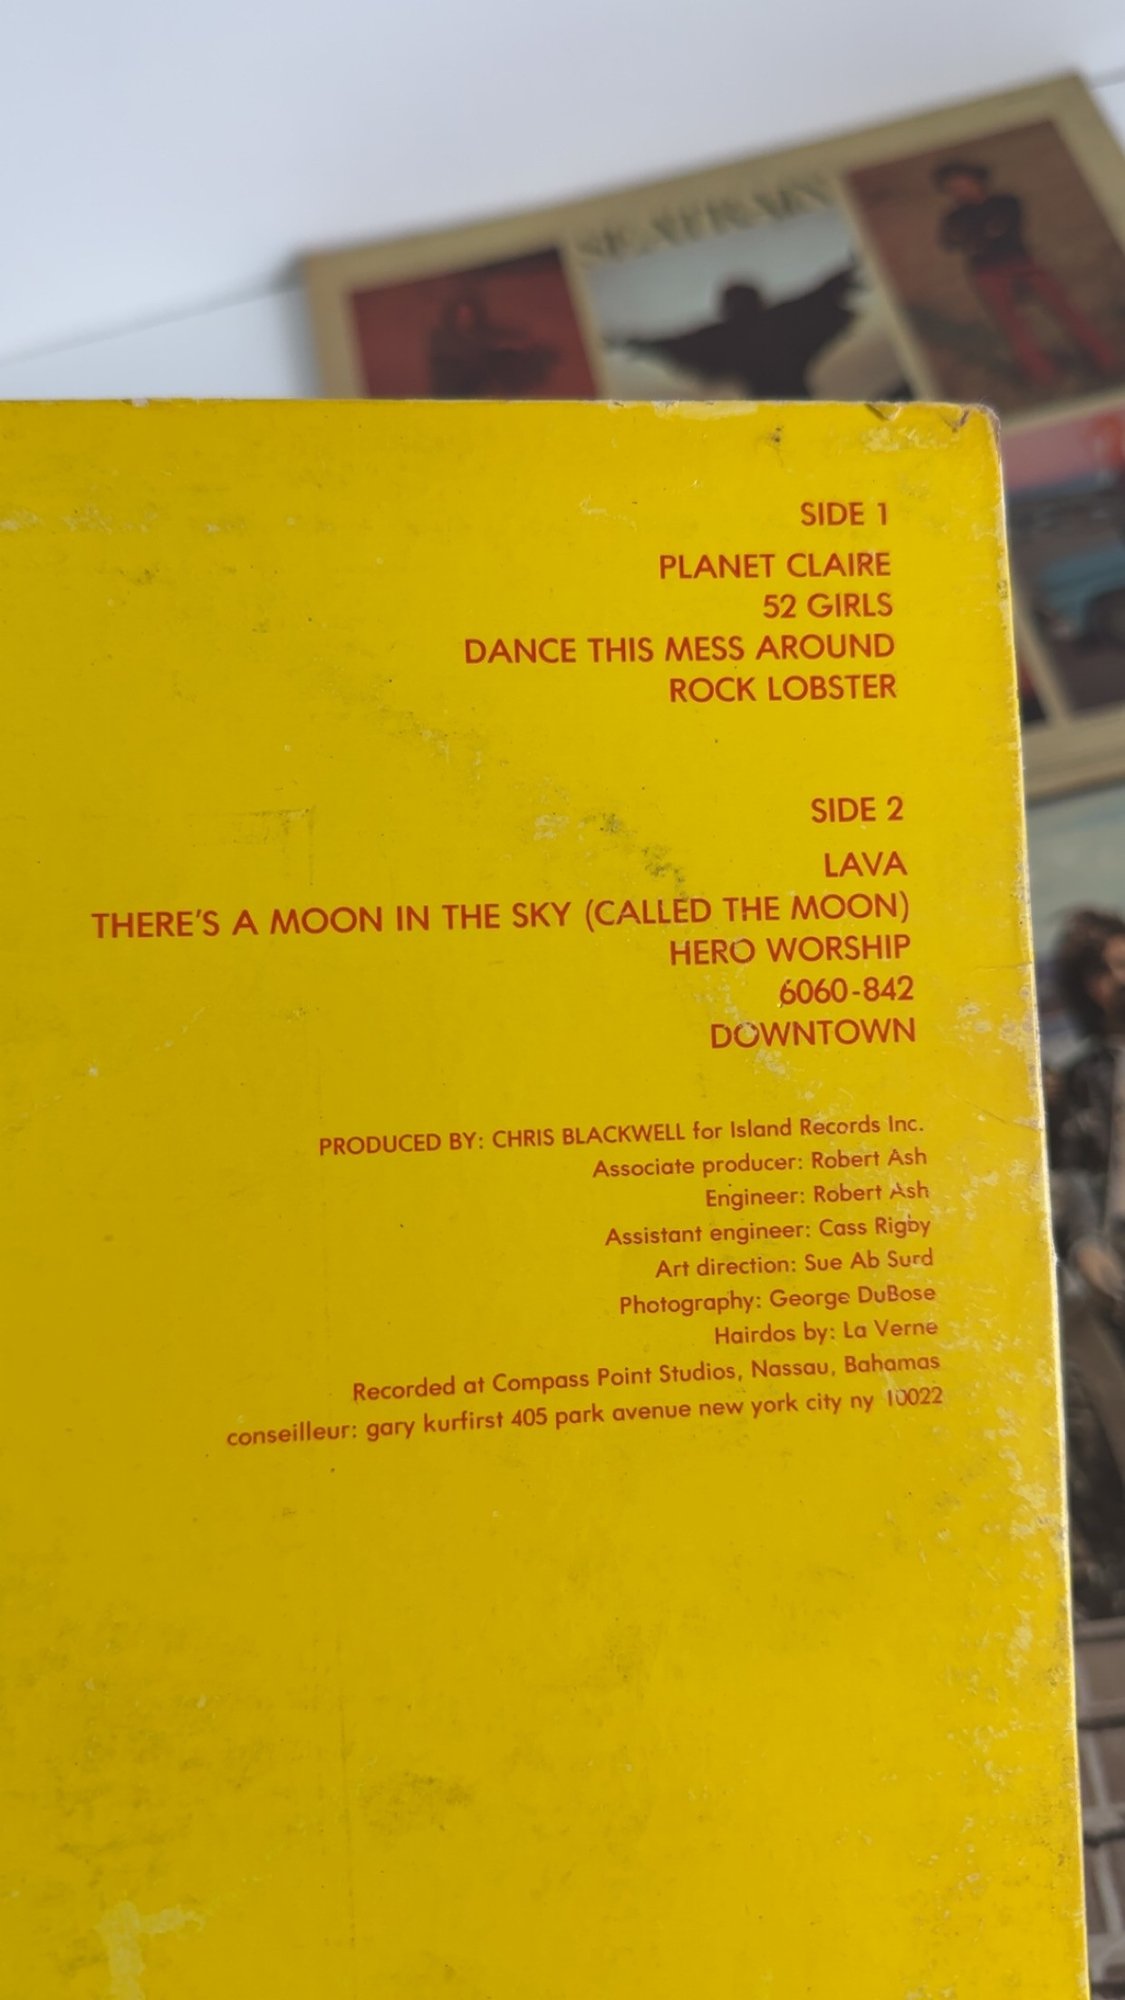 SEATRAIN
SIDE 1
PLANET CLAIRE
52 GIRLS
DANCE THIS MESS AROUND
ROCK LOBSTER
SIDE 2
LAVA
THERE'S A MOON IN THE SKY (CALLED THE MOON)
HERO WORSHIP
6060-842
DOWNTOWN
PRODUCED BY: CHRIS BLACKWELL for Island Records Inc.
Associate producer: Robert Ash
Engineer: Robert Ash
Assistant engineer: Cass Rigby
Art direction: Sue Ab Surd
Photography: George DuBose
Hairdos by: La Verne
Recorded at Compass Point Studios, Nassau, Bahamas
conseilleur: gary kurfirst 405 park avenue new york city ny 10022